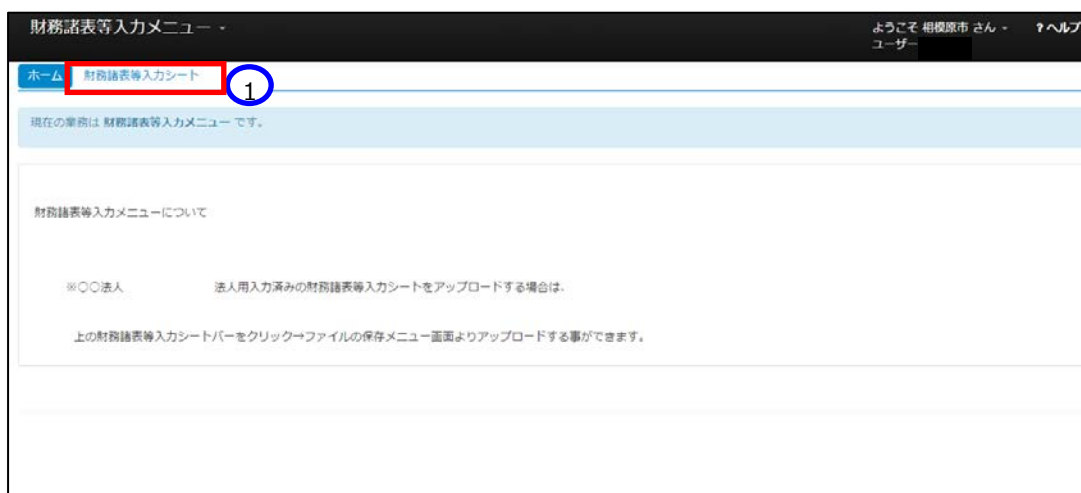 財務諸表等入力メニュー -
ようこそ 相模原市 さん -
?ヘルプ
ユーザー
ホーム
財務諸表等入力シート
1
現在の業務は 財務諸表等入力メニュー です。
財務諸表等入力メニューについて
※○○法人 法人用入力済みの財務諸表等入力シートをアップロードする場合は、
上の財務諸表等入力シートバーをクリック→ファイルの保存メニュー画面よりアップロードする事ができます。